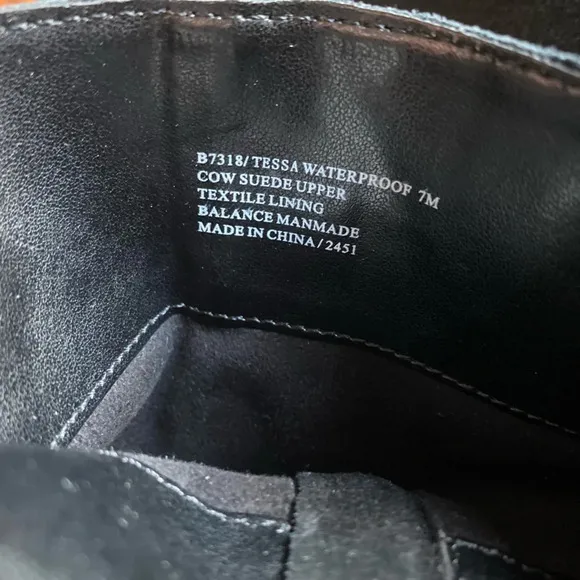 B7318/ TESSA WATERPROOF 7M
COW SUEDE UPPER
TEXTILE LINING
BALANCE MANMADE
MADE IN CHINA/2451